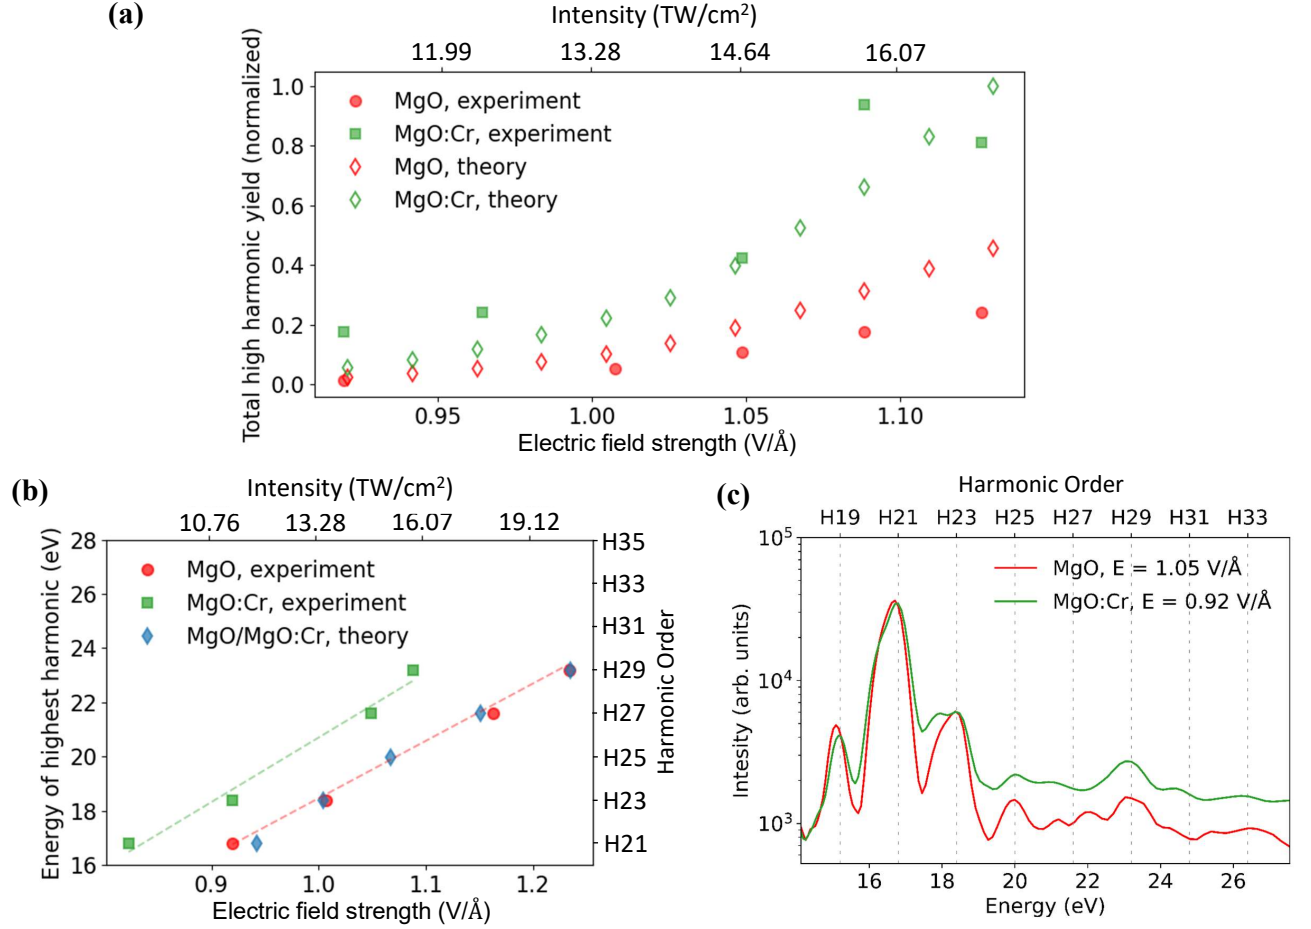 (a)
Intensity (TW/cm²)
11.99 13.28 14.64 16.07
Total high harmonic yield (normalized)
1.0
0.8
0.6
0.4
0.2
0.0
MgO, experiment
MgO:Cr, experiment
MgO, theory
MgO:Cr, theory
0.95 1.00 1.05 1.10
Electric field strength (V/Å)
(b)
Intensity (TW/cm²)
10.76 13.28 16.07 19.12
Energy of highest harmonic (eV)
28
26
24
22
20
18
16
MgO, experiment
MgO:Cr, experiment
MgO/MgO:Cr, theory
H35
H33
H31
H29
H27
H25
H23
H21
Harmonic Order
0.9 1.0 1.1 1.2
Electric field strength (V/Å)
(c)
Harmonic Order
H19 H21 H23 H25 H27 H29 H31 H33
Intesity (arb. units)
10⁵
10⁴
10³
MgO, E = 1.05 V/Å
MgO:Cr, E = 0.92 V/Å
16 18 20 22 24 26
Energy (eV)